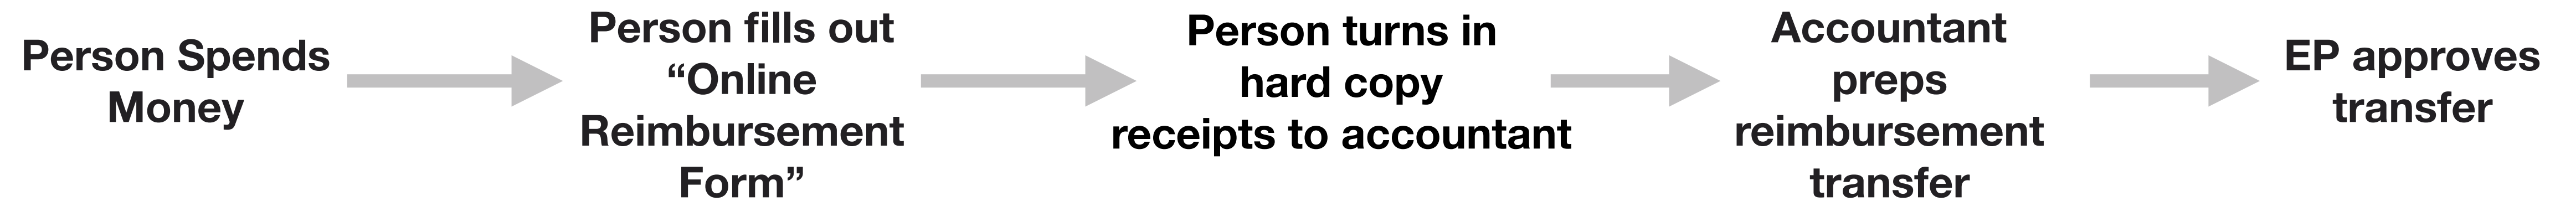 Person Spends
Money
Person fills out
“Online
Reimbursement
Form”
Person turns in
hard copy
receipts to accountant
Accountant
preps
reimbursement
transfer
EP approves
transfer